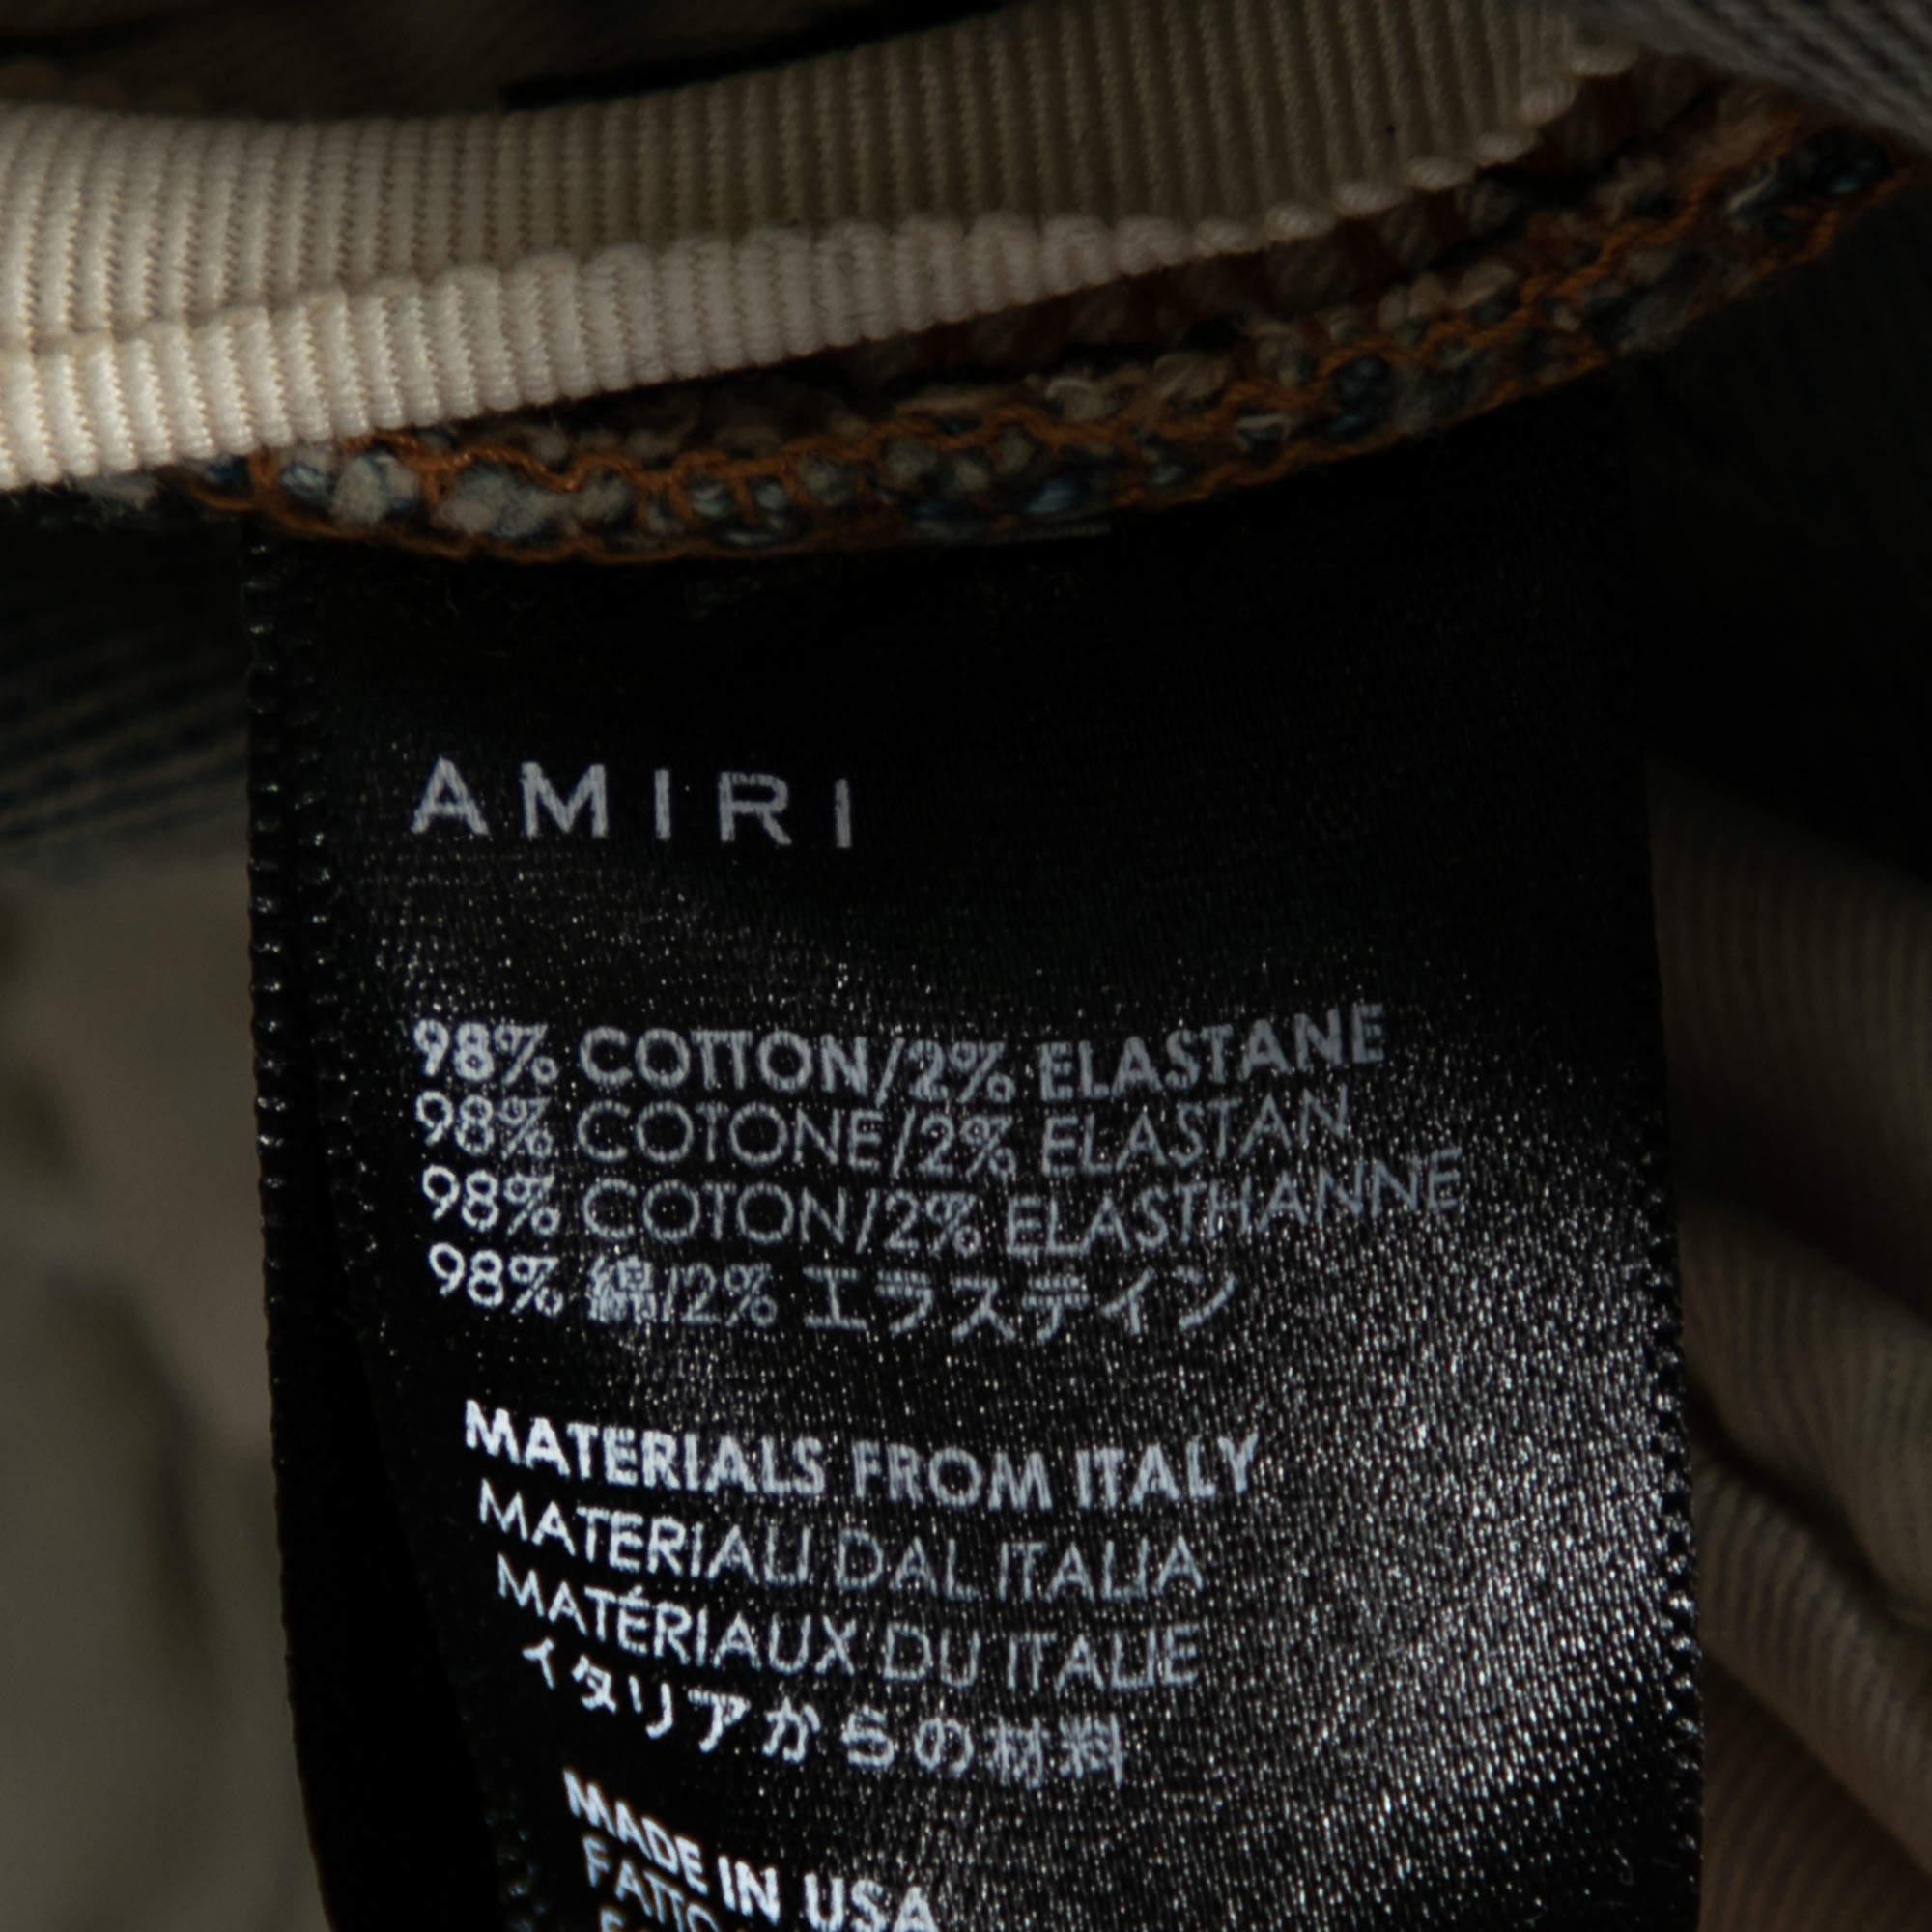 AMIRI
98% COTTON/2% ELASTANE
98% COTONE/2% ELASTAN
98% COTON/2% ELASTHANNE
98% 綿/2% エラステイン
MATERIALS FROM ITALY
MATERIALI DAL ITALIA
MATÉRIAUX DU ITALIE
イタリアからの材料
MADE IN USA
FATTO